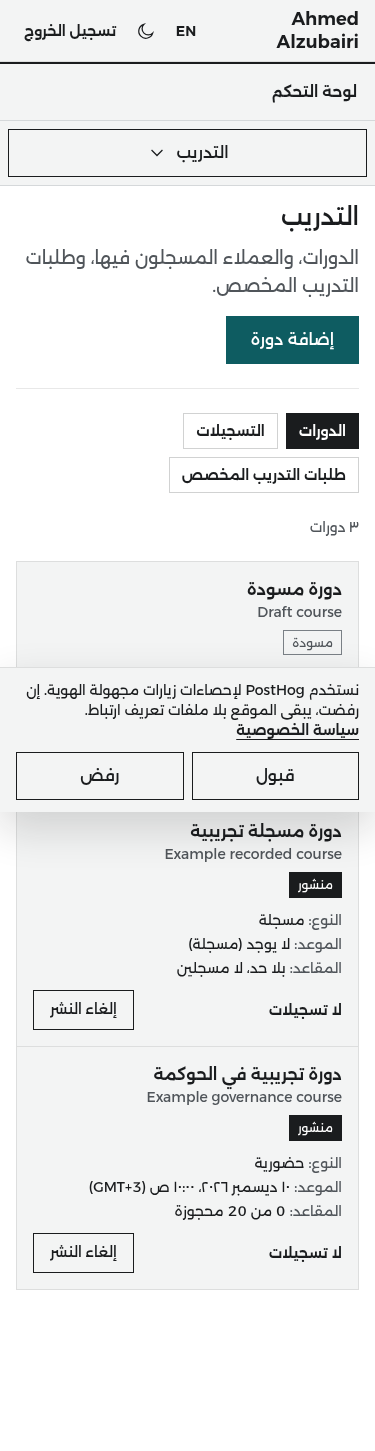 Ahmed
Alzubairi
EN
تسجيل الخروج
لوحة التحكم
التدريب
التدريب
الدورات، والعملاء المسجلون فيها، وطلبات
التدريب المخصص.
إضافة دورة
الدورات
التسجيلات
طلبات التدريب المخصص
٣ دورات
دورة مسودة
Draft course
مسودة
نستخدم PostHog لإحصاءات زيارات مجهولة الهوية. إن
رفضت، يبقى الموقع بلا ملفات تعريف ارتباط.
سياسة الخصوصية
قبول
رفض
دورة مسجلة تجريبية
Example recorded course
منشور
النوع: مسجلة
الموعد: لا يوجد (مسجلة)
المقاعد: بلا حد، لا مسجلين
لا تسجيلات
إلغاء النشر
دورة تجريبية في الحوكمة
Example governance course
منشور
النوع: حضورية
الموعد: ١٠ ديسمبر ٢٠٢٦، ١٠:٠٠ ص (GMT+3)
المقاعد: 0 من 20 محجوزة
لا تسجيلات
إلغاء النشر